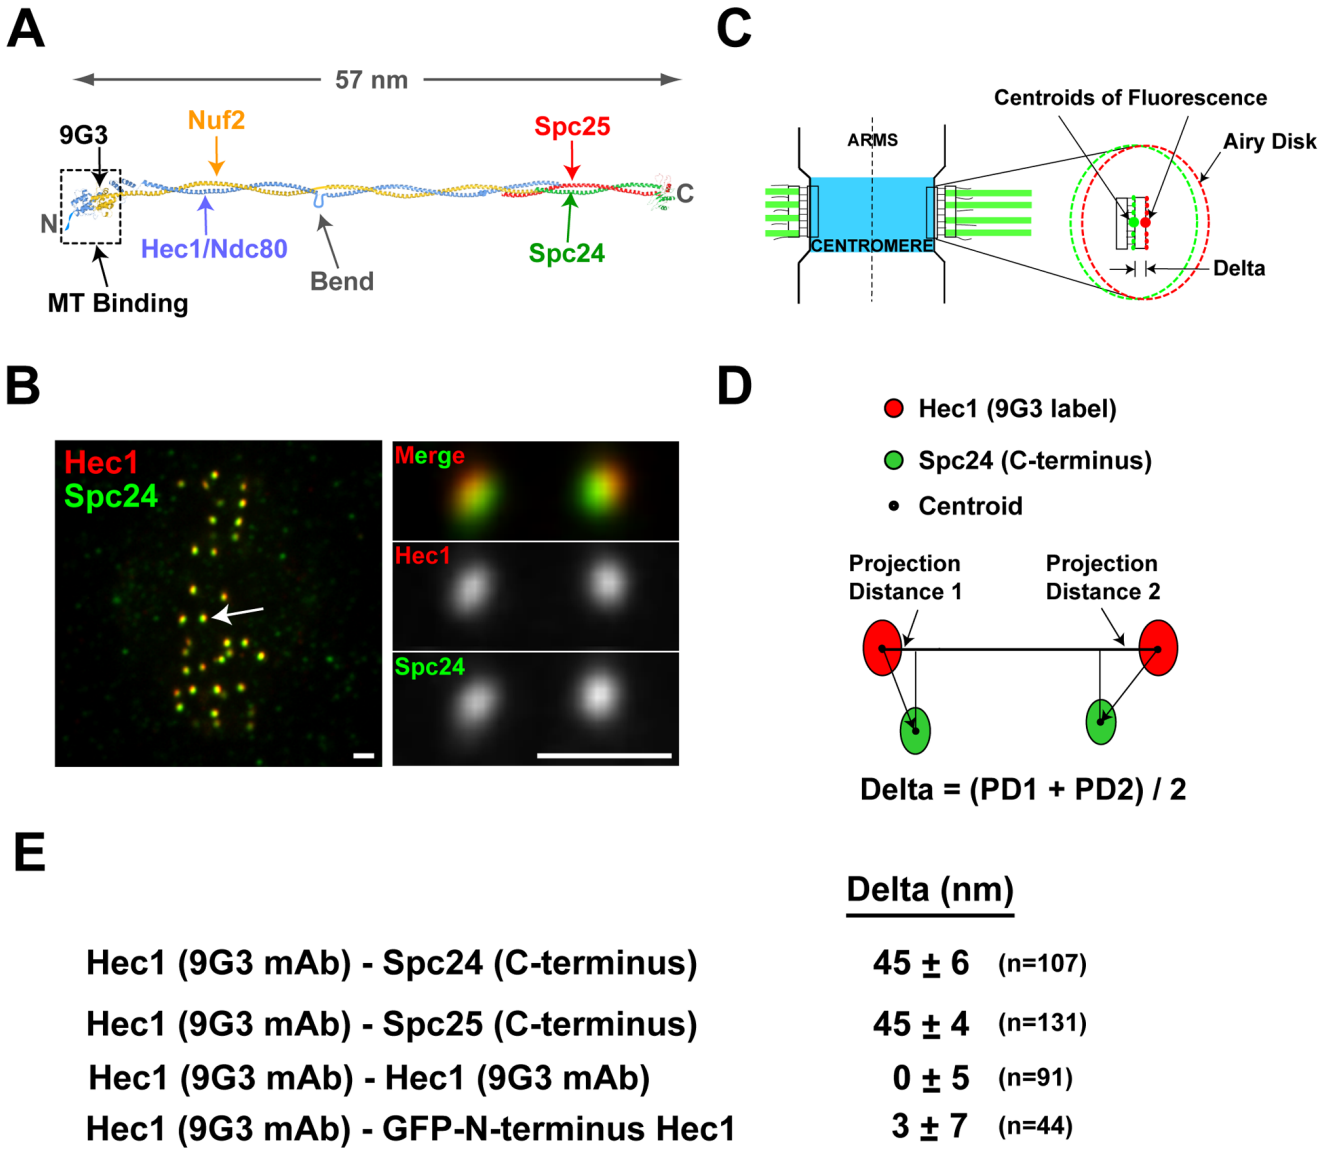 A
57 nm
9G3
Nuf2
Spc25
N
C
Hec1/Ndc80
Spc24
Bend
MT Binding
B
Hec1
Spc24
Merge
Hec1
Spc24
C
Centroids of Fluorescence
ARMS
Airy Disk
CENTROMERE
Delta
D
Hec1 (9G3 label)
Spc24 (C-terminus)
Centroid
Projection
Distance 1
Projection
Distance 2
Delta = (PD1 + PD2) / 2
E
Delta (nm)
Hec1 (9G3 mAb) - Spc24 (C-terminus) 45 ± 6 (n=107)
Hec1 (9G3 mAb) - Spc25 (C-terminus) 45 ± 4 (n=131)
Hec1 (9G3 mAb) - Hec1 (9G3 mAb) 0 ± 5 (n=91)
Hec1 (9G3 mAb) - GFP-N-terminus Hec1 3 ± 7 (n=44)